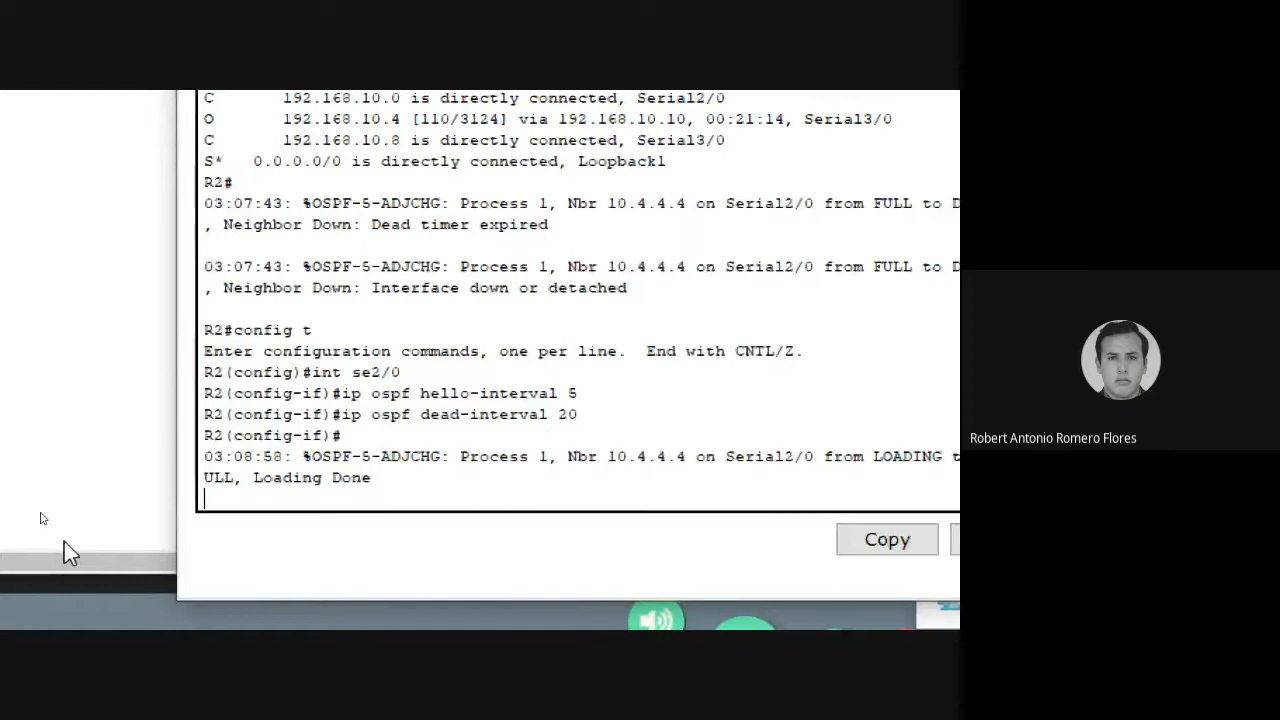 C       192.168.10.0 is directly connected, Serial2/0
O       192.168.10.4 [110/3124] via 192.168.10.10, 00:21:14, Serial3/0
C       192.168.10.8 is directly connected, Serial3/0
S*   0.0.0.0/0 is directly connected, Loopback1
R2#
03:07:43: %OSPF-5-ADJCHG: Process 1, Nbr 10.4.4.4 on Serial2/0 from FULL to D
, Neighbor Down: Dead timer expired
03:07:43: %OSPF-5-ADJCHG: Process 1, Nbr 10.4.4.4 on Serial2/0 from FULL to D
, Neighbor Down: Interface down or detached
R2#config t
Enter configuration commands, one per line.  End with CNTL/Z.
R2(config)#int se2/0
R2(config-if)#ip ospf hello-interval 5
R2(config-if)#ip ospf dead-interval 20
R2(config-if)#
03:08:58: %OSPF-5-ADJCHG: Process 1, Nbr 10.4.4.4 on Serial2/0 from LOADING t
ULL, Loading Done
Copy
Robert Antonio Romero Flores